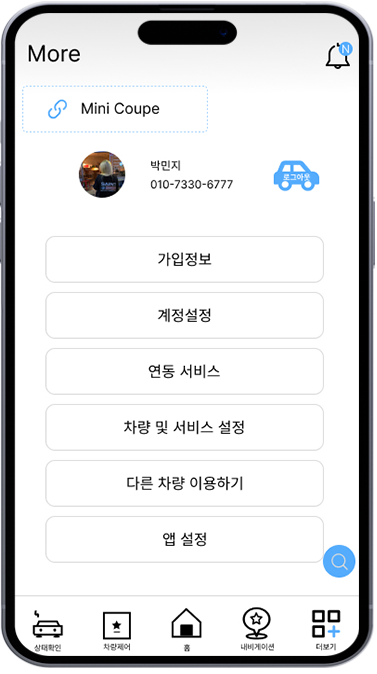 More
N
Mini Coupe
박민지
010-7330-6777
로그아웃
가입정보
계정설정
연동 서비스
차량 및 서비스 설정
다른 차량 이용하기
앱 설정
상태확인
차량제어
홈
내비게이션
더보기